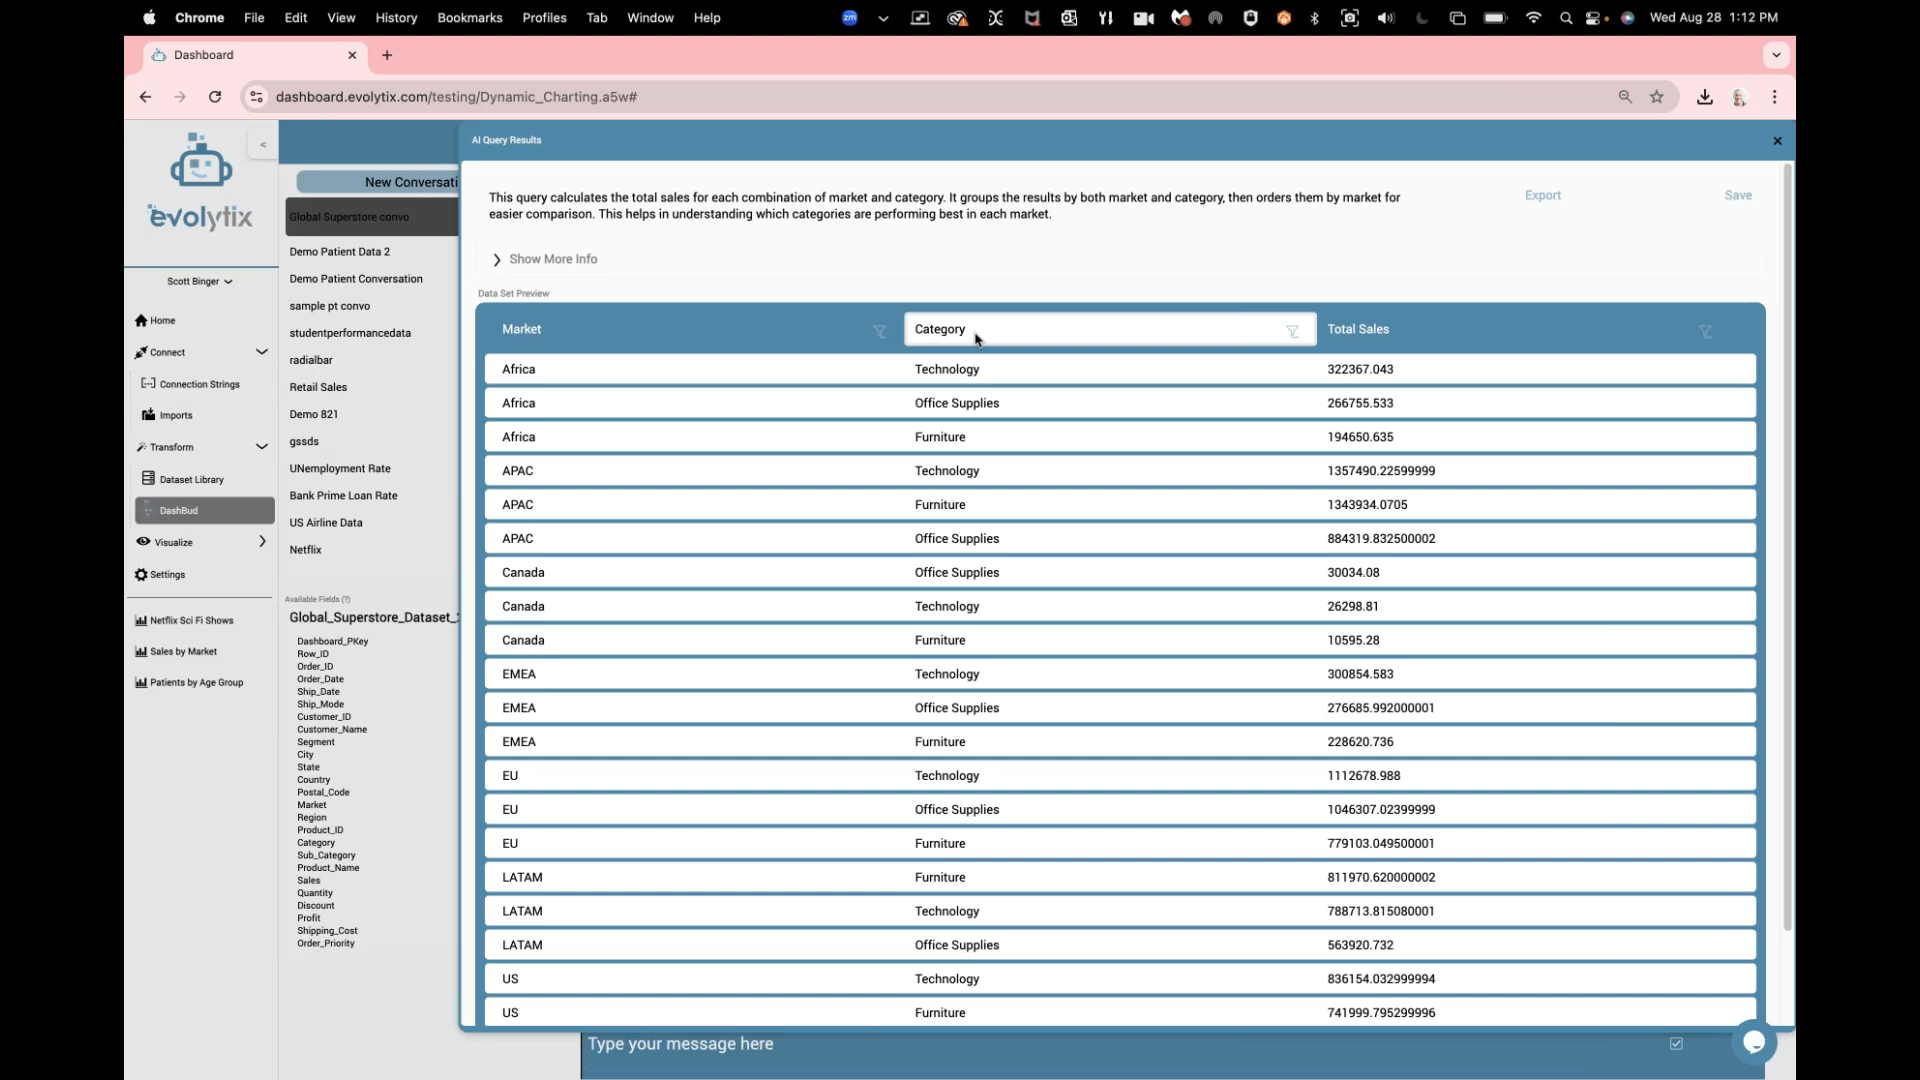 Chrome File Edit View History Bookmarks Profiles Tab Window Help zm Wed Aug 28 1:12 PM
Dashboard
dashboard.evolytix.com/testing/Dynamic_Charting.a5w#
evolytix
Scott Binger
Home
Connect
Connection Strings
Imports
Transform
Dataset Library
DashBud
Visualize
Settings
Netflix Sci Fi Shows
Sales by Market
Patients by Age Group
New Conversati
Global Superstore convo
Demo Patient Data 2
Demo Patient Conversation
sample pt convo
studentperformancedata
radialbar
Retail Sales
Demo 821
gssds
UNemployment Rate
Bank Prime Loan Rate
US Airline Data
Netflix
Available Fields (?)
Global_Superstore_Dataset_
Dashboard_PKey
Row_ID
Order_ID
Order_Date
Ship_Date
Ship_Mode
Customer_ID
Customer_Name
Segment
City
State
Country
Postal_Code
Market
Region
Product_ID
Category
Sub_Category
Product_Name
Sales
Quantity
Discount
Profit
Shipping_Cost
Order_Priority
AI Query Results
This query calculates the total sales for each combination of market and category. It groups the results by both market and category, then orders them by market for
easier comparison. This helps in understanding which categories are performing best in each market.
Export Save
Show More Info
Data Set Preview
Market Category Total Sales
Africa Technology 322367.043
Africa Office Supplies 266755.533
Africa Furniture 194650.635
APAC Technology 1357490.22599999
APAC Furniture 1343934.0705
APAC Office Supplies 884319.832500002
Canada Office Supplies 30034.08
Canada Technology 26298.81
Canada Furniture 10595.28
EMEA Technology 300854.583
EMEA Office Supplies 276685.992000001
EMEA Furniture 228620.736
EU Technology 1112678.988
EU Office Supplies 1046307.02399999
EU Furniture 779103.049500001
LATAM Furniture 811970.620000002
LATAM Technology 788713.815080001
LATAM Office Supplies 563920.732
US Technology 836154.032999994
US Furniture 741999.795299996
Type your message here